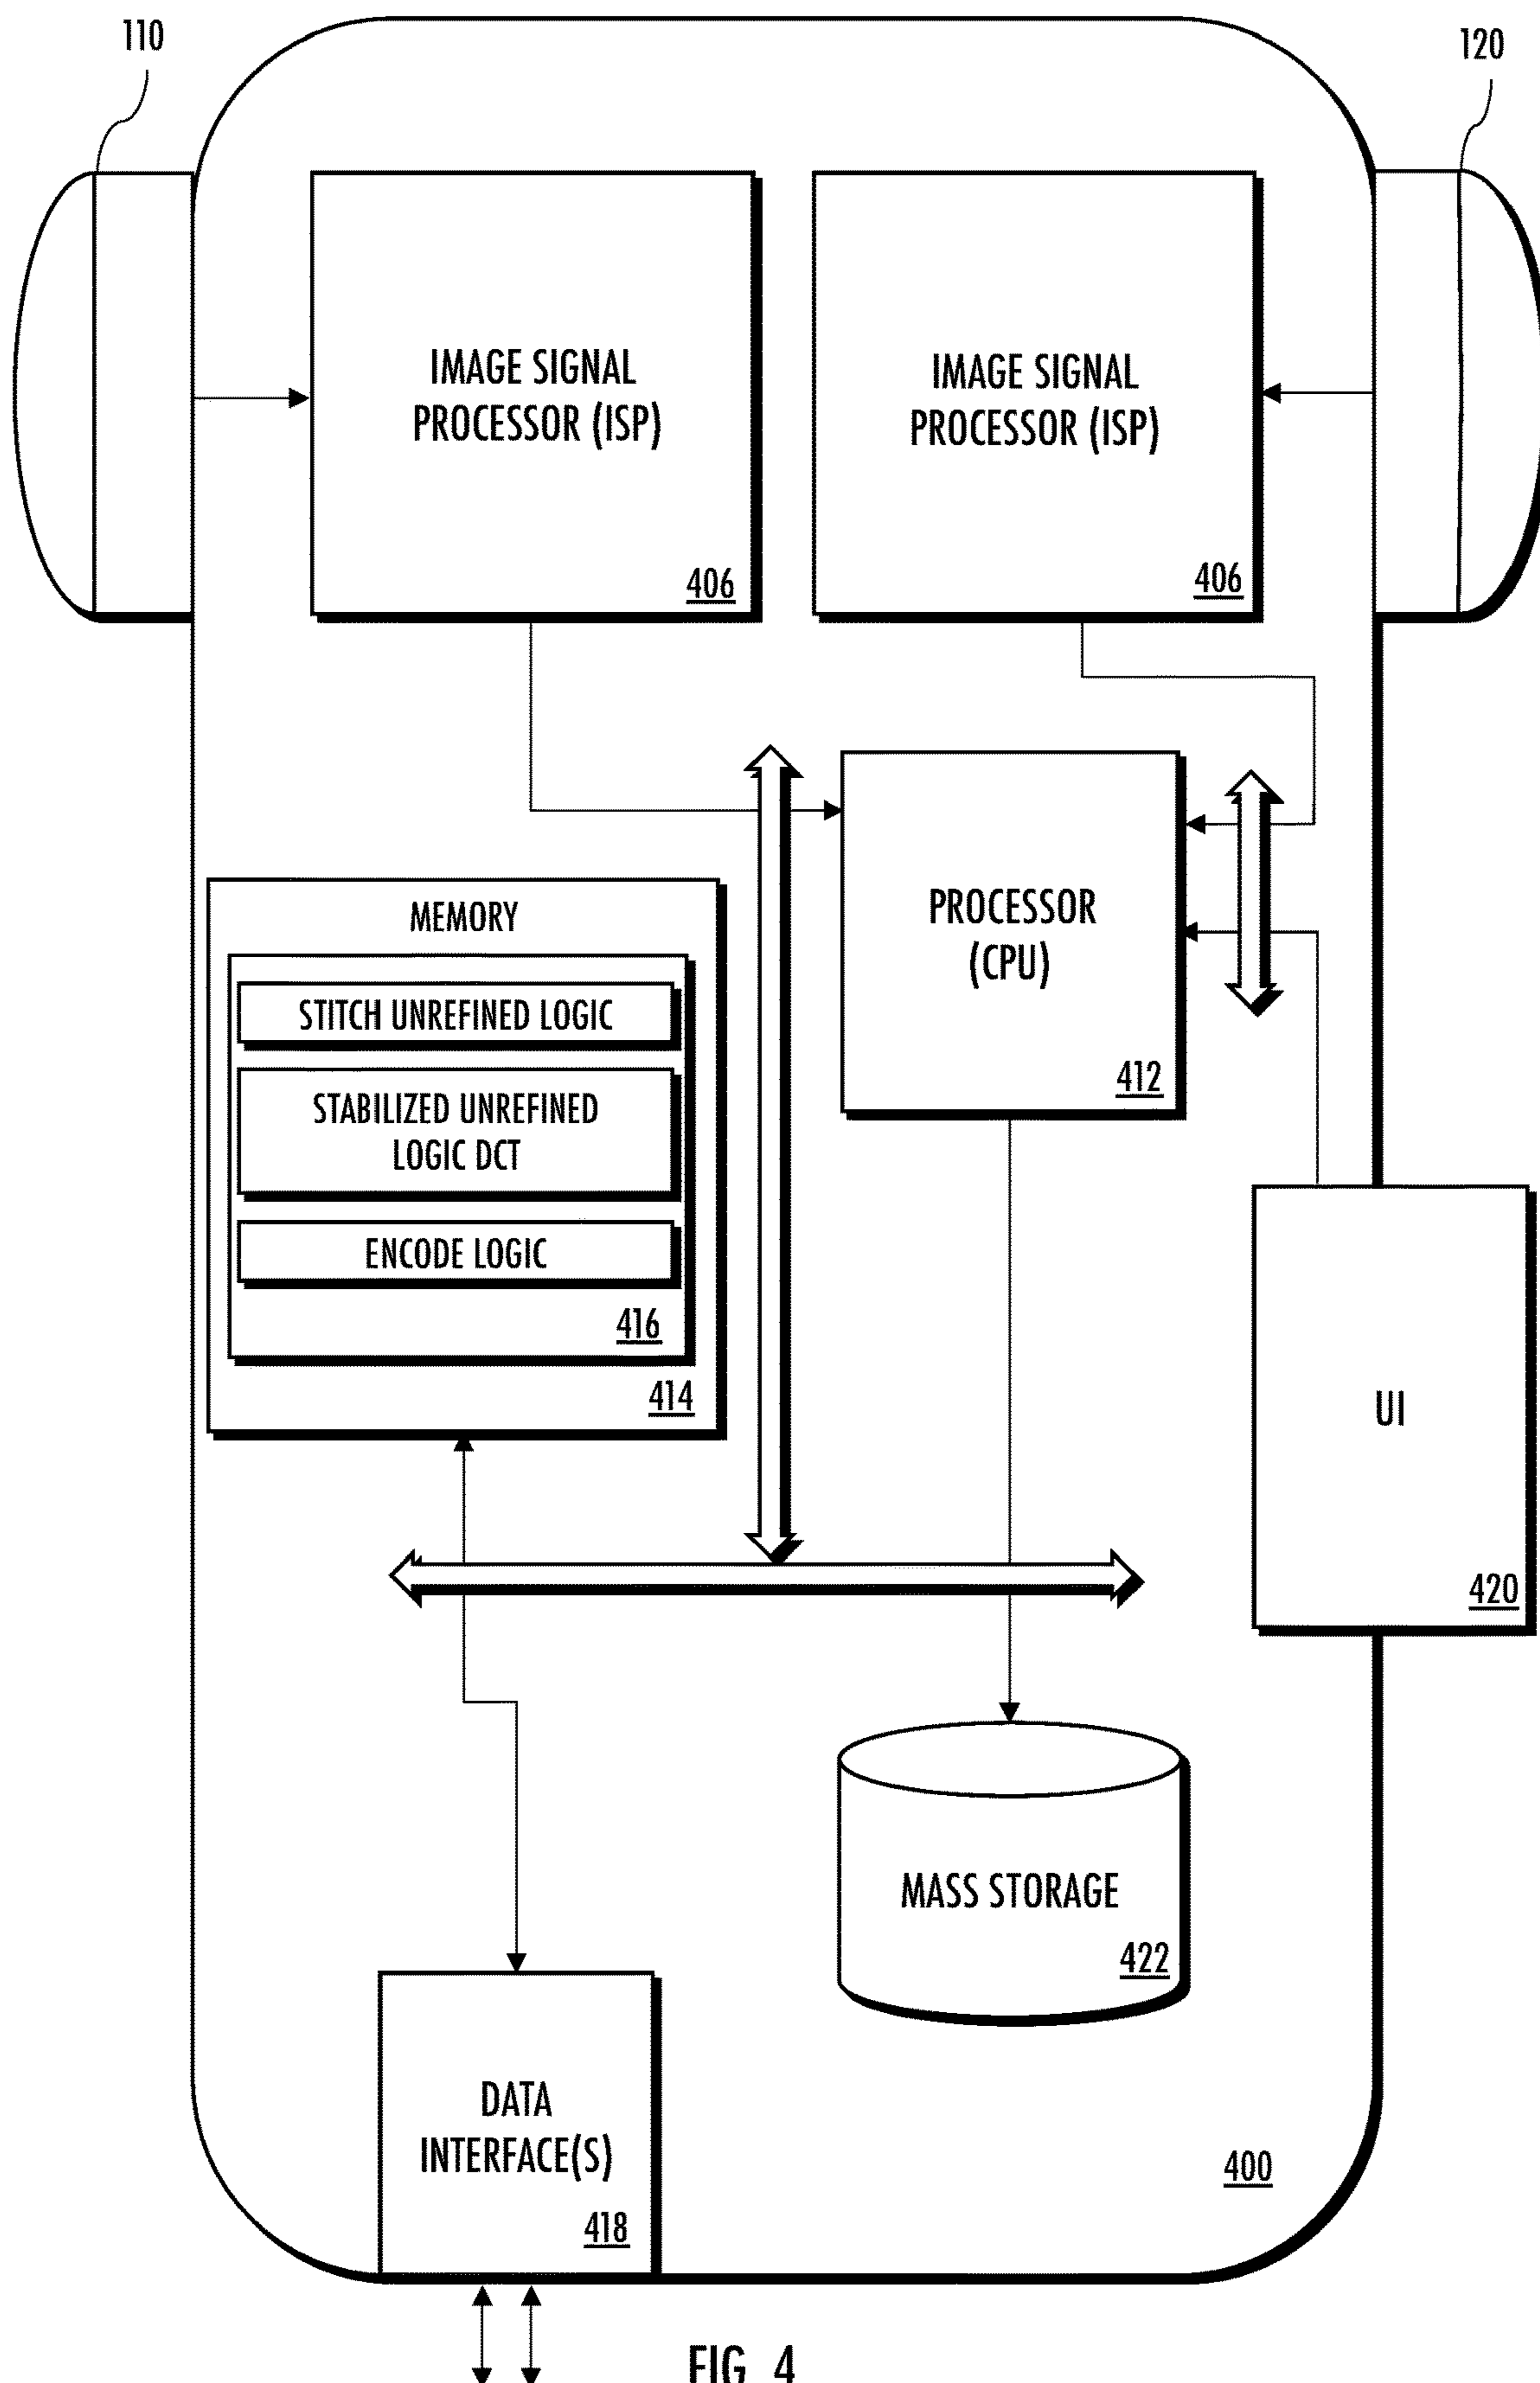 110
120
IMAGE SIGNAL
PROCESSOR (ISP)
406
IMAGE SIGNAL
PROCESSOR (ISP)
406
PROCESSOR
(CPU)
412
MEMORY
STITCH UNREFINED LOGIC
STABILIZED UNREFINED
LOGIC DCT
ENCODE LOGIC
416
414
UI
420
MASS STORAGE
422
DATA
INTERFACE(S)
418
400
FIG. 4